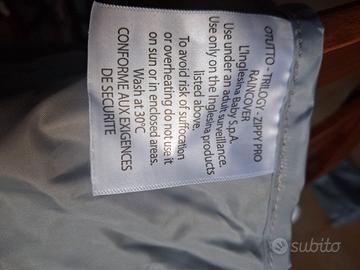 OTUTTO - TRILOGY - ZIPPY PRO
RAINCOVER
L'Inglesina Baby S.p.A.
Use under an adult surveillance.
Use only on the Inglesina products
listed above.
To avoid risk of suffocation
or overheating do not use it
on sun or in enclosed areas.
Wash at 30°C
CONFORME AUX EXIGENCES
DE SECURITE
subito